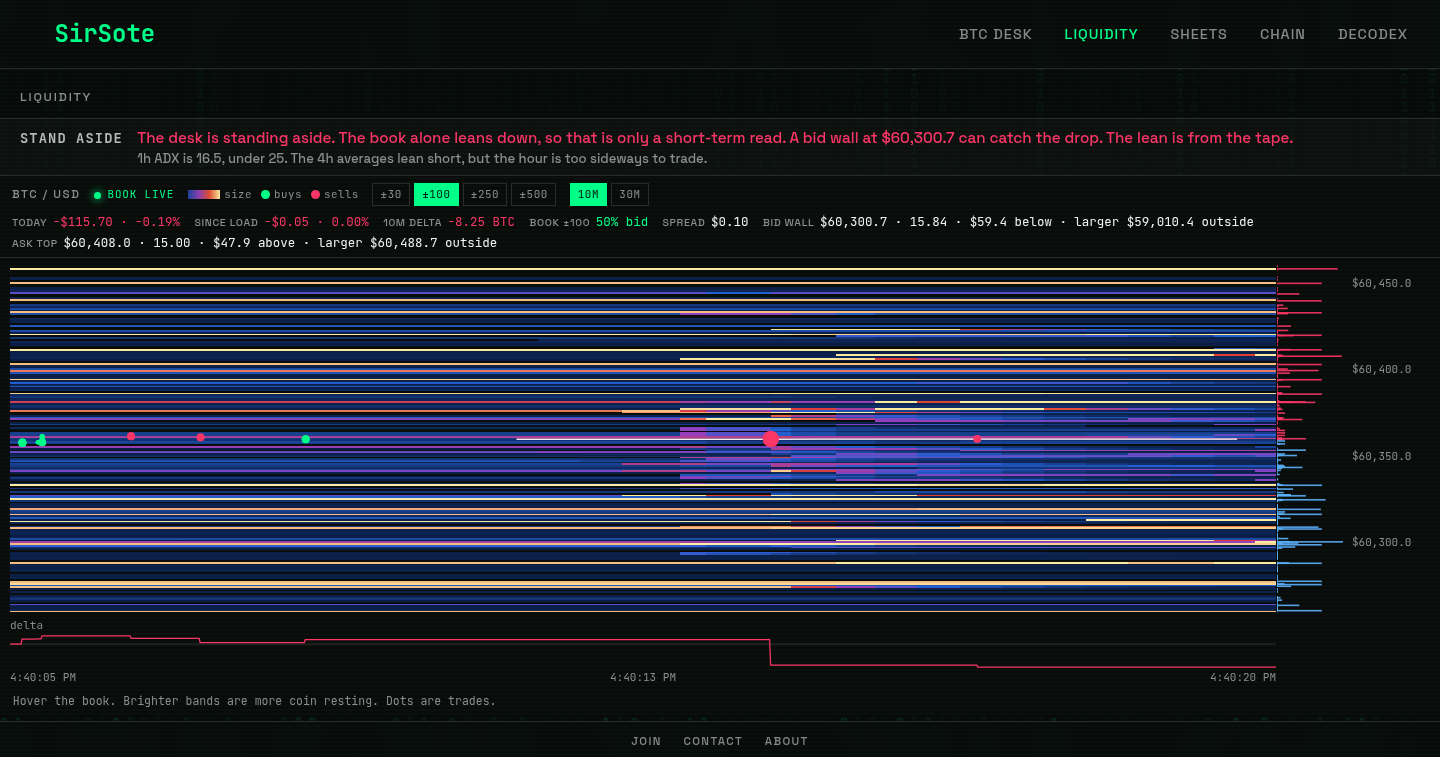 SirSote
BTC DESK LIQUIDITY SHEETS CHAIN DECODEX
LIQUIDITY
STAND ASIDE The desk is standing aside. The book alone leans down, so that is only a short-term read. A bid wall at $60,300.7 can catch the drop. The lean is from the tape.
1h ADX is 16.5, under 25. The 4h averages lean short, but the hour is too sideways to trade.
BTC / USD BOOK LIVE size buys sells ±30 ±100 ±250 ±500 10M 30M
TODAY -$115.70 · -0.19% SINCE LOAD -$0.05 · 0.00% 10M DELTA -8.25 BTC BOOK ±100 50% bid SPREAD $0.10 BID WALL $60,300.7 · 15.84 · $59.4 below · larger $59,010.4 outside
ASK TOP $60,408.0 · 15.00 · $47.9 above · larger $60,488.7 outside
$60,450.0
$60,400.0
$60,350.0
$60,300.0
delta
4:40:05 PM 4:40:13 PM 4:40:20 PM
Hover the book. Brighter bands are more coin resting. Dots are trades.
JOIN CONTACT ABOUT